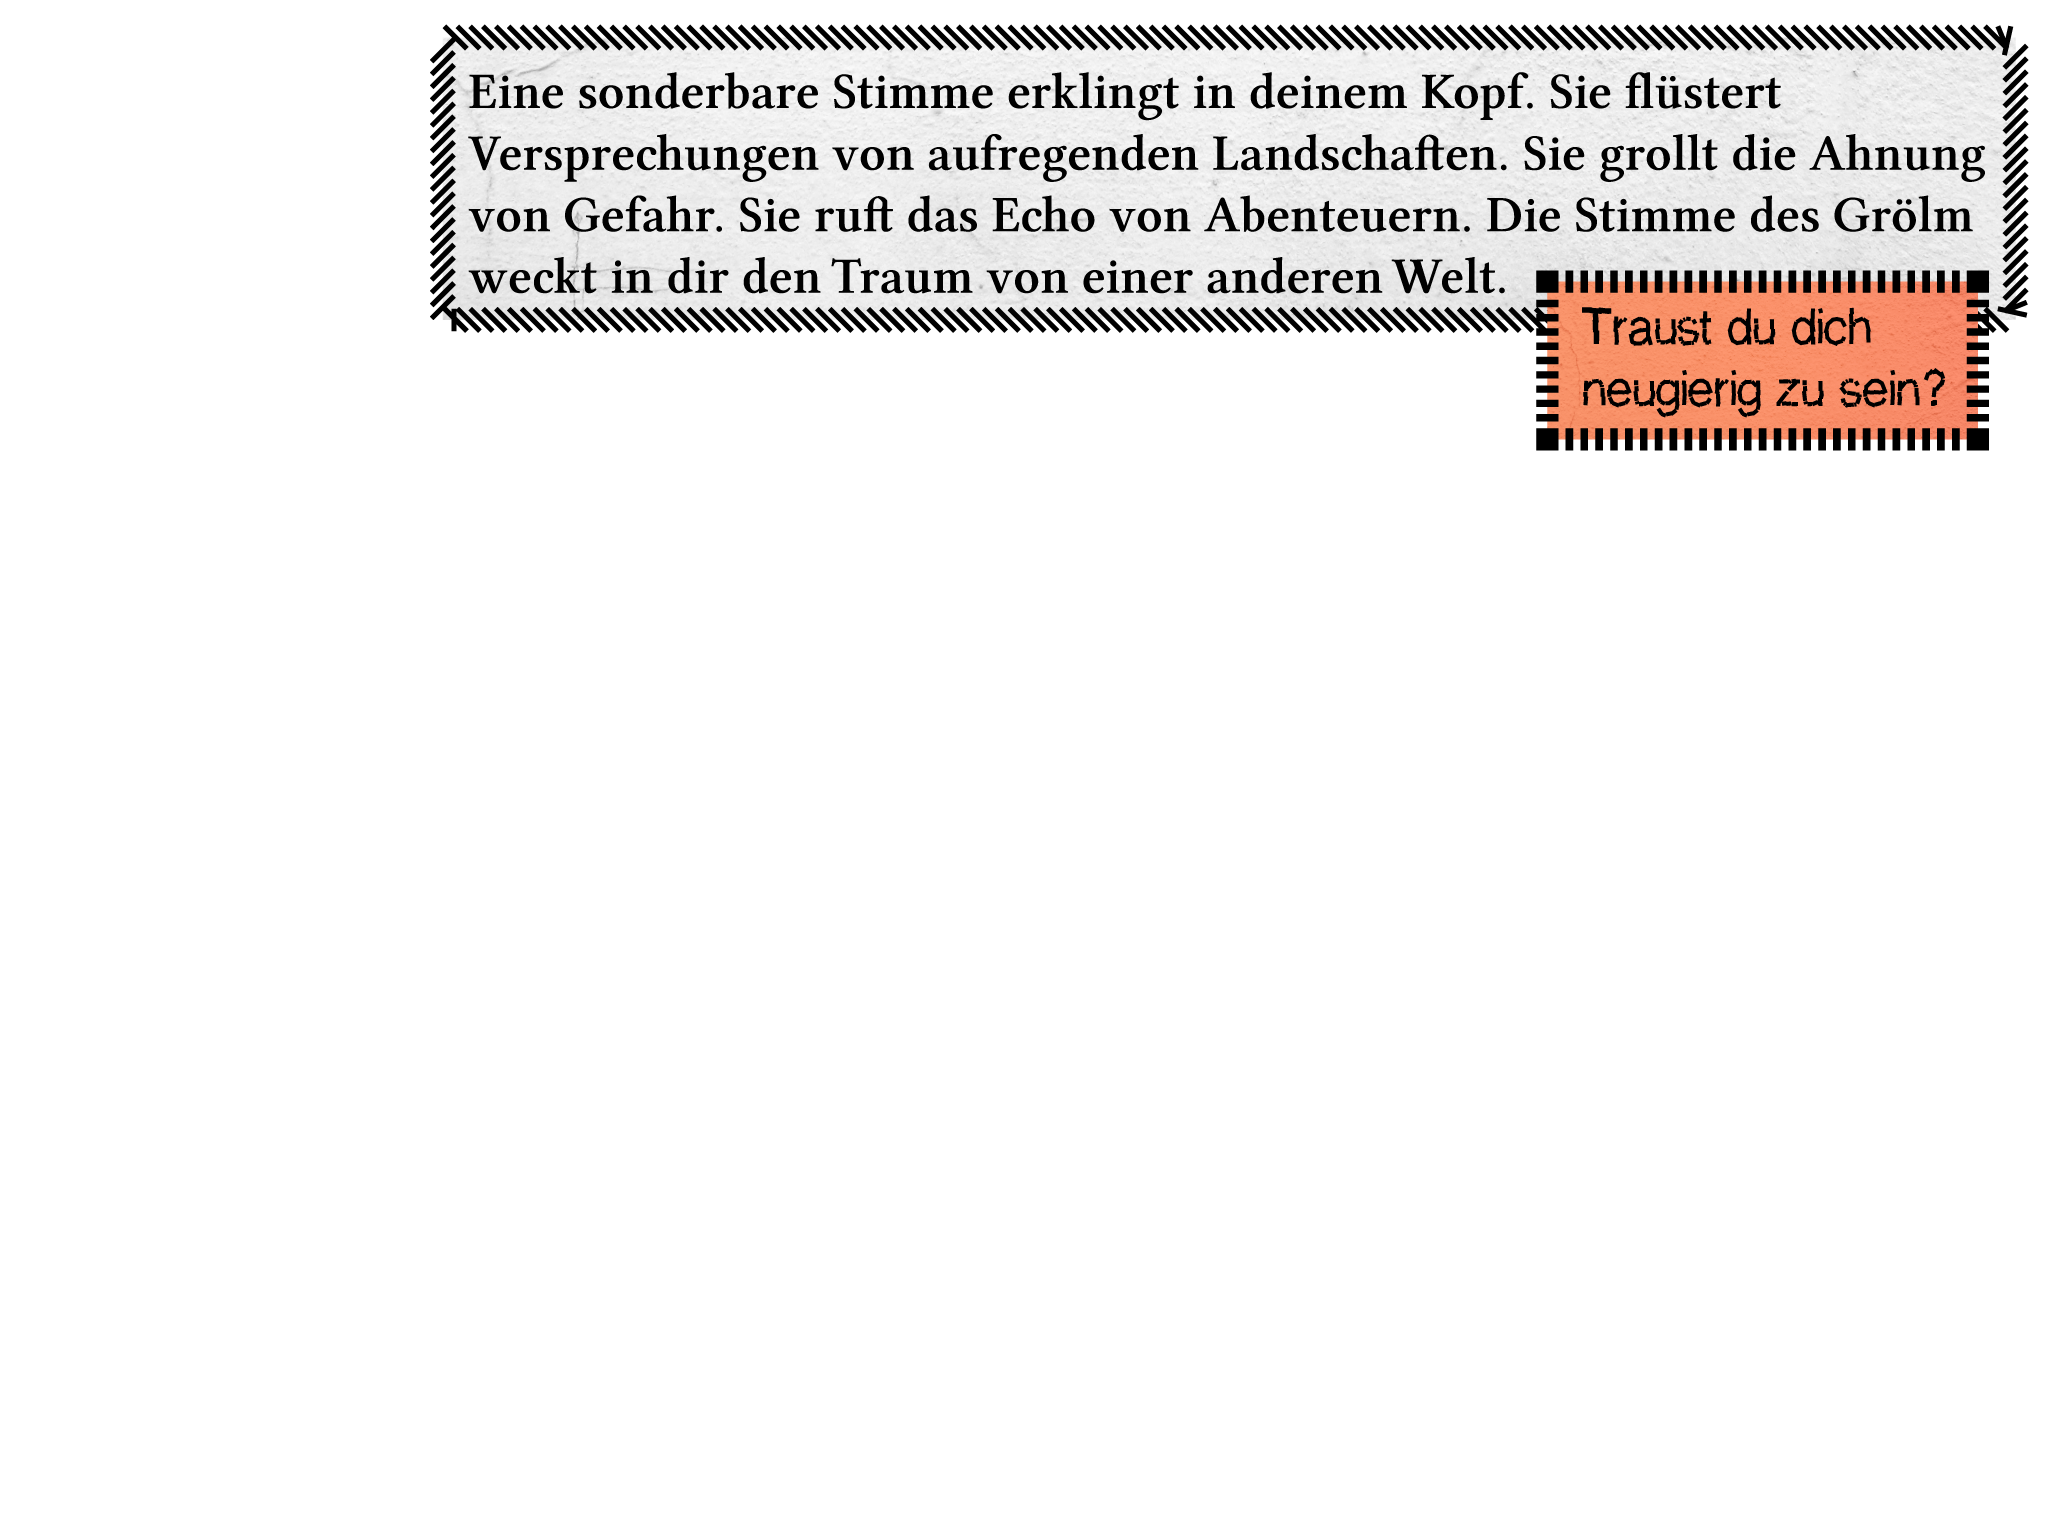 Eine sonderbare Stimme erklingt in deinem Kopf. Sie flüstert
Versprechungen von aufregenden Landschaften. Sie grollt die Ahnung
von Gefahr. Sie ruft das Echo von Abenteuern. Die Stimme des Grölm
weckt in dir den Traum von einer anderen Welt.
Traust du dich
neugierig zu sein?